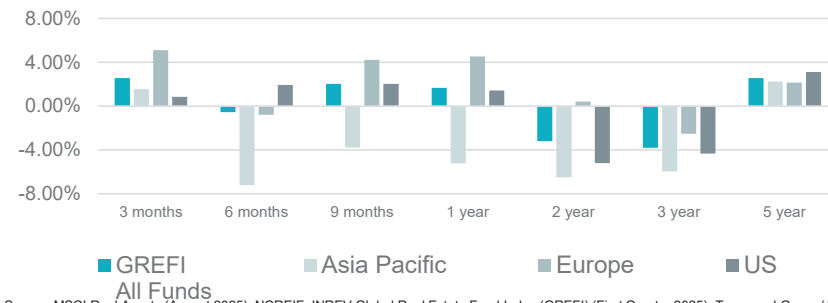 8.00%
4.00%
0.00%
-4.00%
-8.00%
3 months 6 months 9 months 1 year 2 year 3 year 5 year
GREFI All Funds Asia Pacific Europe US